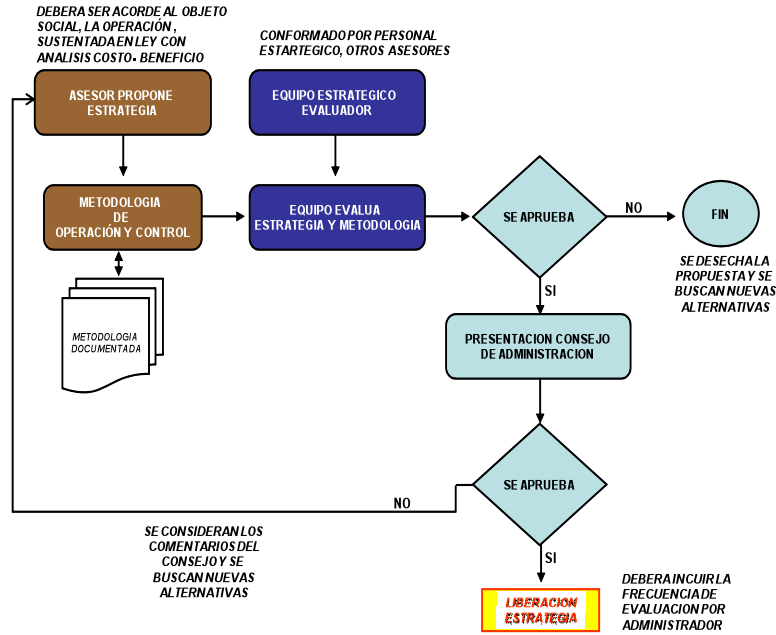 DEBERA SER ACORDE AL OBJETO
SOCIAL, LA OPERACIÓN ,
SUSTENTADA EN LEY CON
ANALISIS COSTO- BENEFICIO
CONFORMADO POR PERSONAL
ESTARTEGICO, OTROS ASESORES
ASESOR PROPONE
ESTRATEGIA
EQUIPO ESTRATEGICO
EVALUADOR
METODOLOGIA
DE
OPERACIÓN Y CONTROL
EQUIPO EVALUA
ESTRATEGIA Y METODOLOGIA
SE APRUEBA
NO
FIN
SE DESECHA LA
PROPUESTA Y SE
BUSCAN NUEVAS
ALTERNATIVAS
SI
METODOLOGIA
DOCUMENTADA
PRESENTACION CONSEJO
DE ADMINISTRACION
SE APRUEBA
NO
SE CONSIDERAN LOS
COMENTARIOS DEL
CONSEJO Y SE
BUSCAN NUEVAS
ALTERNATIVAS
SI
LIBERACION
ESTRATEGIA
DEBERA INCUIR LA
FRECUENCIA DE
EVALUACION POR
ADMINISTRADOR